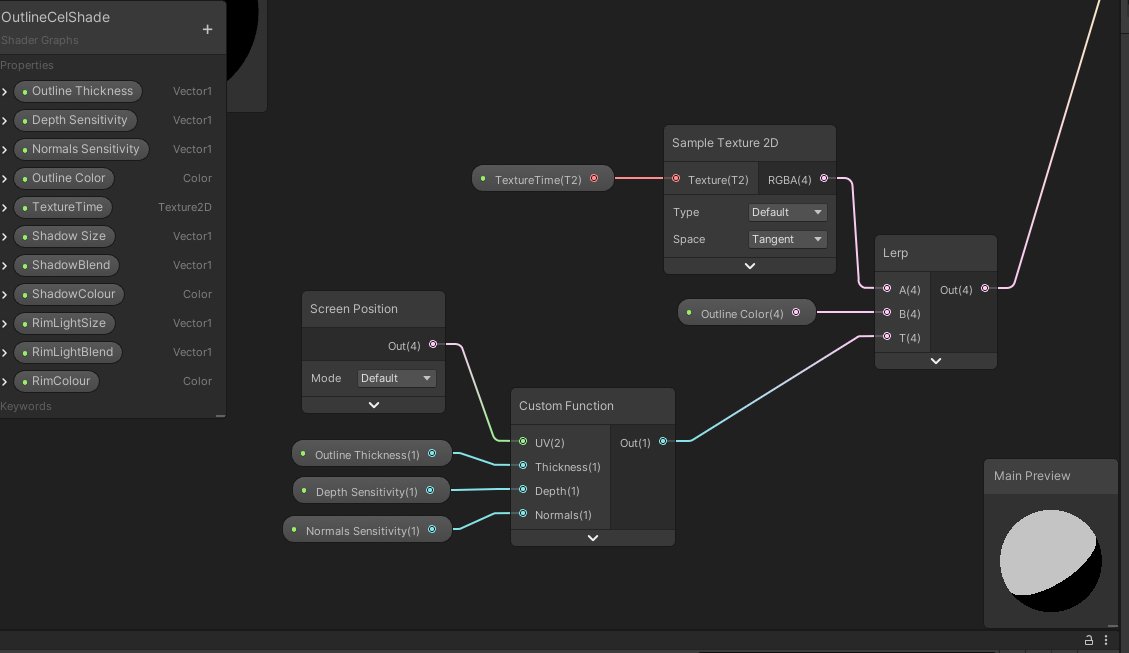 OutlineCelShade
+
Shader Graphs
Properties
Outline Thickness Vector1
Depth Sensitivity Vector1
Normals Sensitivity Vector1
Outline Color Color
TextureTime Texture2D
Shadow Size Vector1
ShadowBlend Vector1
ShadowColour Color
RimLightSize Vector1
RimLightBlend Vector1
RimColour Color
Keywords
TextureTime(T2)
Sample Texture 2D
Texture(T2) RGBA(4)
Type Default
Space Tangent
Outline Color(4)
Lerp
A(4) Out(4)
B(4)
T(4)
Screen Position
Out(4)
Mode Default
Outline Thickness(1)
Depth Sensitivity(1)
Normals Sensitivity(1)
Custom Function
UV(2) Out(1)
Thickness(1)
Depth(1)
Normals(1)
Main Preview